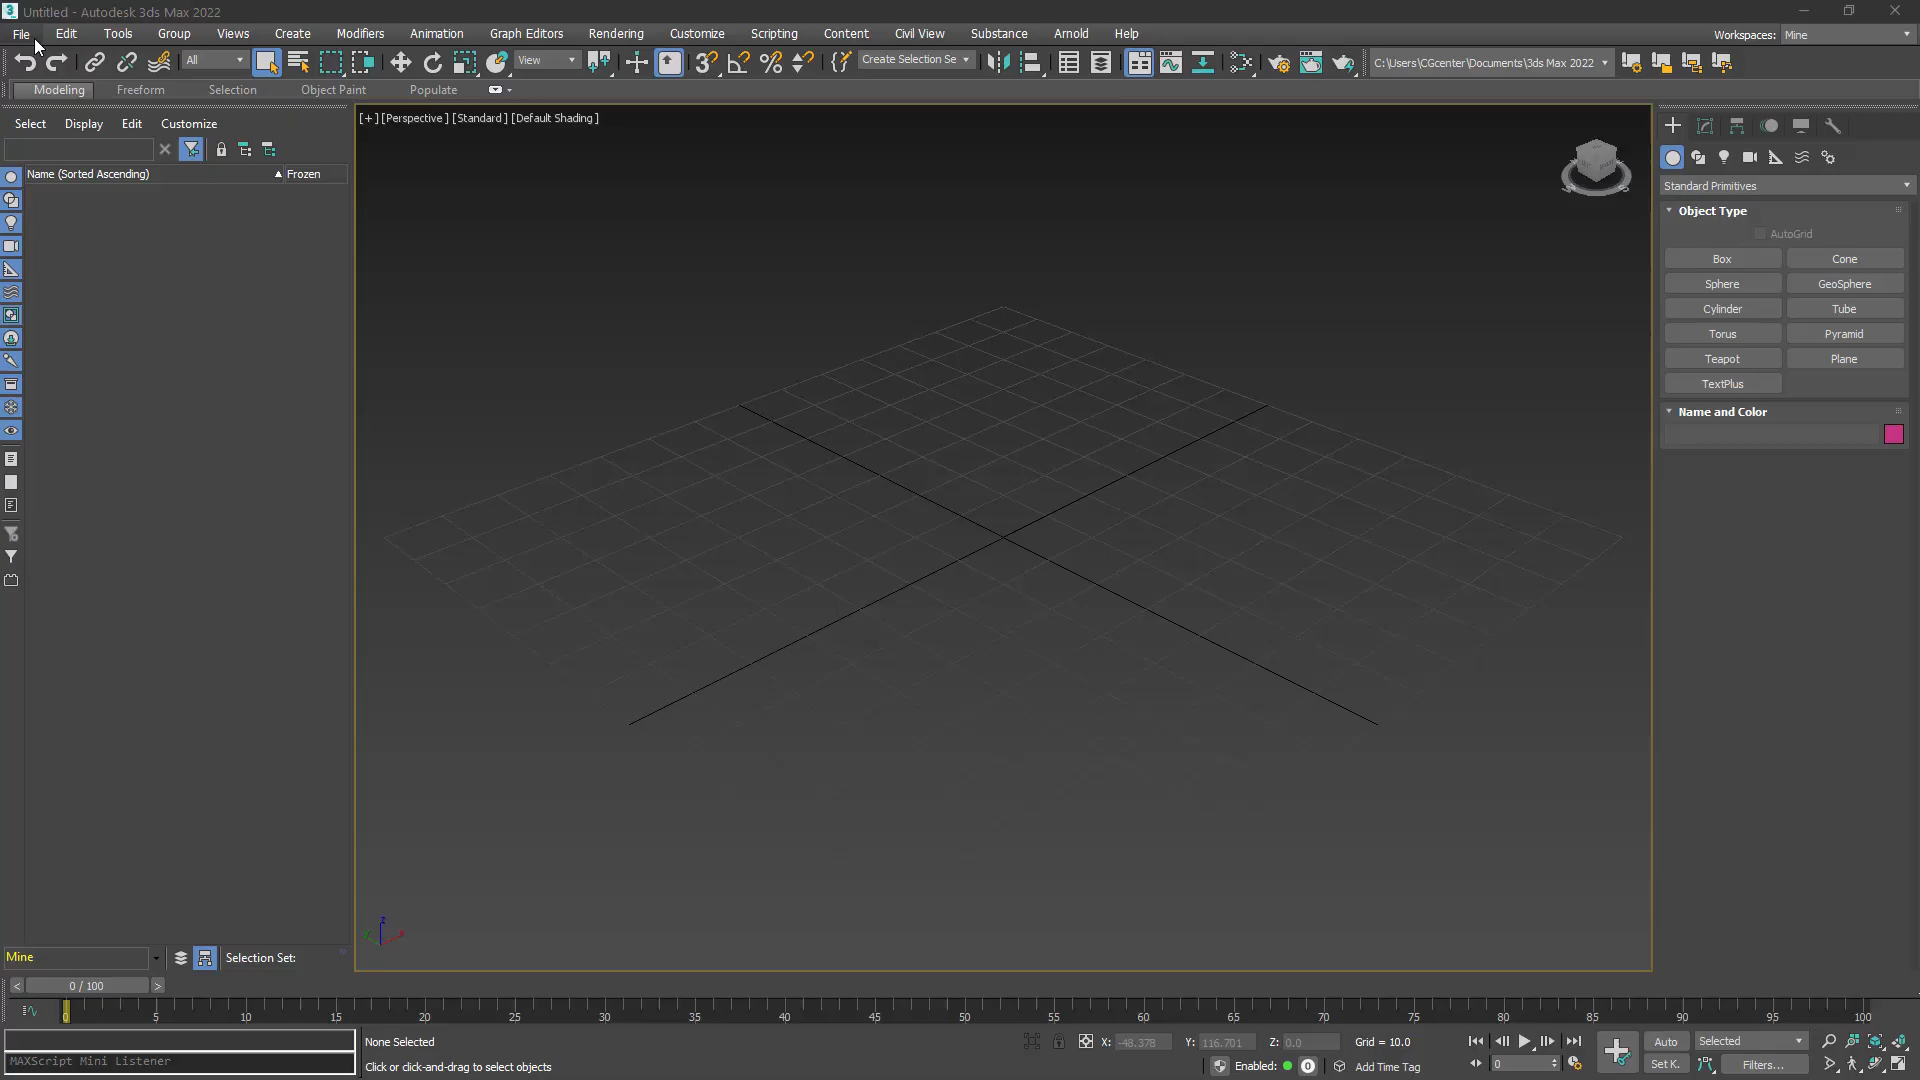 Untitled - Autodesk 3ds Max 2022
File Edit Tools Group Views Create Modifiers Animation Graph Editors Rendering Customize Scripting Content Civil View Substance Arnold Help
Workspaces: Mine
All View Create Selection Se C:\Users\CGcenter\Documents\3ds Max 2022
Modeling Freeform Selection Object Paint Populate
Select Display Edit Customize
[+] [Perspective] [Standard] [Default Shading]
Name (Sorted Ascending) Frozen
Standard Primitives
Object Type
AutoGrid
Box Cone
Sphere GeoSphere
Cylinder Tube
Torus Pyramid
Teapot Plane
TextPlus
Name and Color
z
Mine Selection Set:
< 0 / 100 >
0 5 10 15 20 25 30 35 40 45 50 55 60 65 70 75 80 85 90 95 100
None Selected X: -48.378 Y: 116.701 Z: 0.0 Grid = 10.0 Auto Selected
MAXScript Mini Listener
Click or click-and-drag to select objects Enabled: 0 Add Time Tag 0 Set K. Filters...